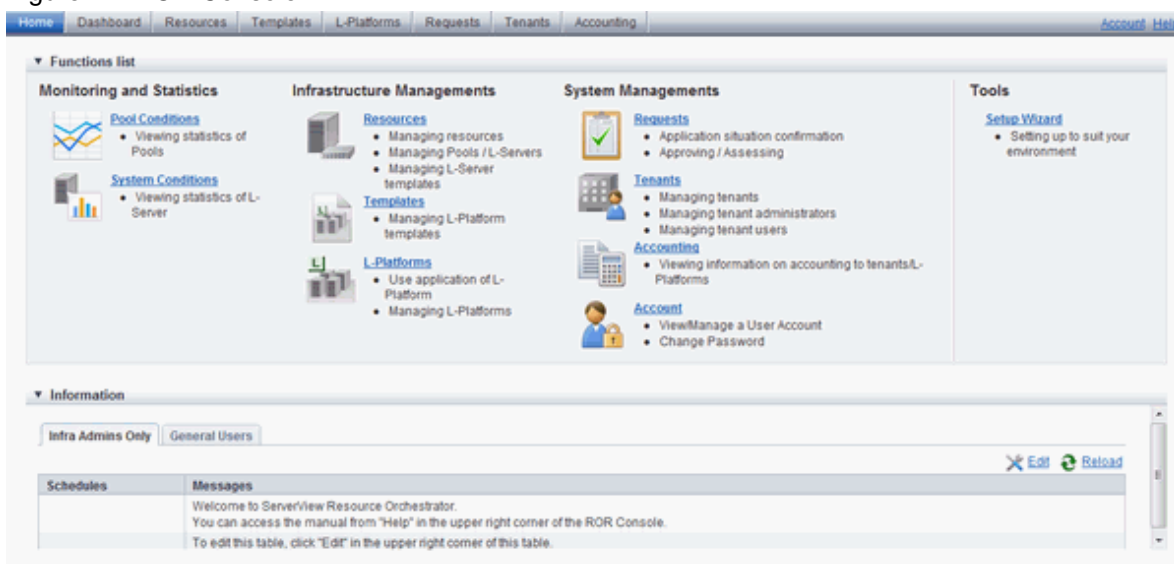 Home Dashboard Resources Templates L-Platforms Requests Tenants Accounting Account Help
Functions list
Monitoring and Statistics
Pool Conditions
• Viewing statistics of
Pools
System Conditions
• Viewing statistics of L-
Server
Infrastructure Managements
Resources
• Managing resources
• Managing Pools / L-Servers
• Managing L-Server
templates
Templates
• Managing L-Platform
templates
L-Platforms
• Use application of L-
Platform
• Managing L-Platforms
System Managements
Requests
• Application situation confirmation
• Approving / Assessing
Tenants
• Managing tenants
• Managing tenant administrators
• Managing tenant users
Accounting
• Viewing information on accounting to tenants/L-
Platforms
Account
• View/Manage a User Account
• Change Password
Tools
Setup Wizard
• Setting up to suit your
environment
Information
Infra Admins Only General Users
Edit Reload
Schedules Messages
Welcome to ServerView Resource Orchestrator.
You can access the manual from "Help" in the upper right corner of the ROR Console.
To edit this table, click "Edit" in the upper right corner of this table.